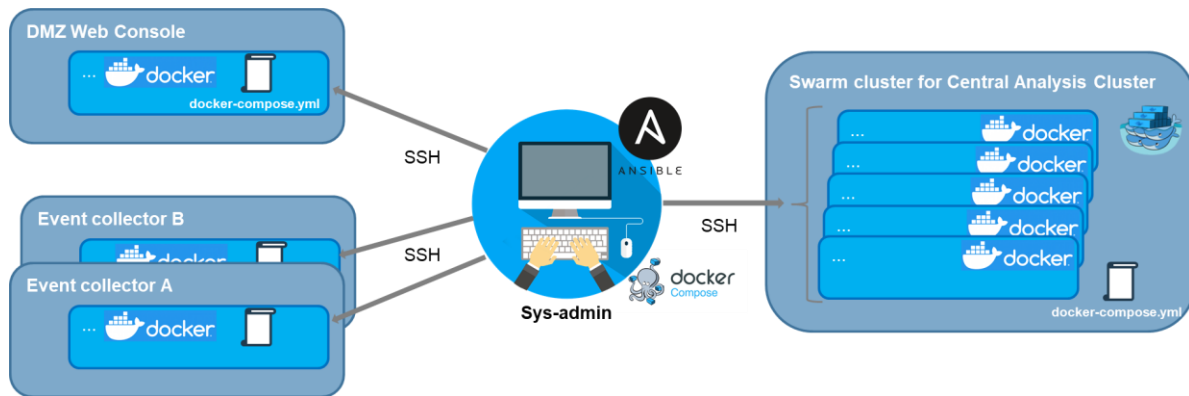 DMZ Web Console
... docker
docker-compose.yml
SSH
Event collector B
docker
SSH
Event collector A
... docker
ANSIBLE
docker
Compose
Sys-admin
SSH
Swarm cluster for Central Analysis Cluster
... docker
... docker
... docker
... docker
... docker
docker-compose.yml